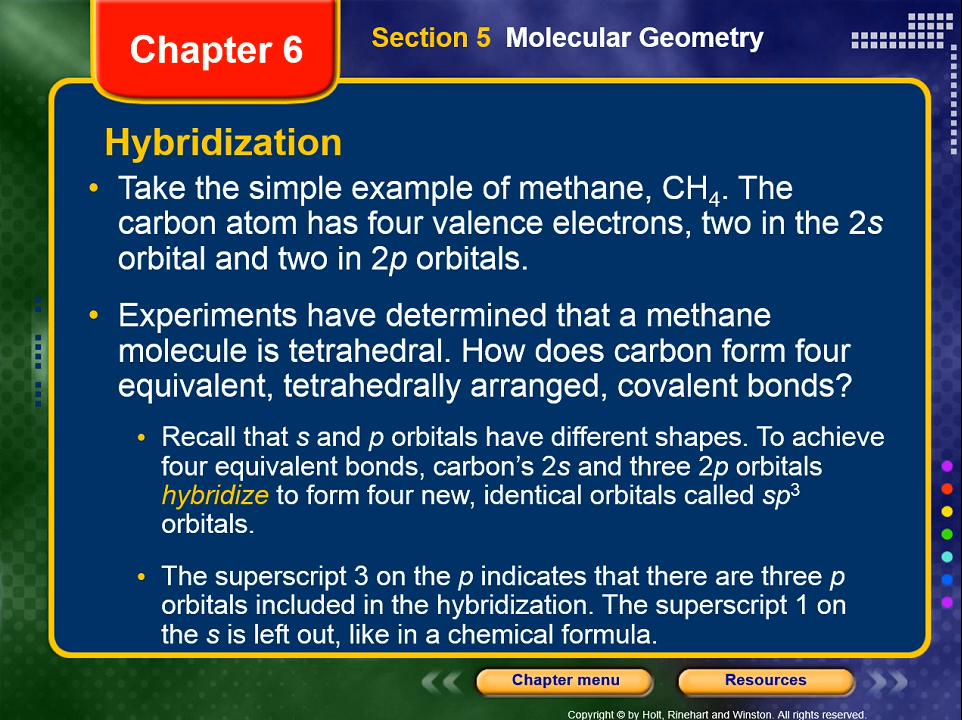 Chapter 6
Section 5 Molecular Geometry
Hybridization
• Take the simple example of methane, CH₄. The
carbon atom has four valence electrons, two in the 2s
orbital and two in 2p orbitals.
• Experiments have determined that a methane
molecule is tetrahedral. How does carbon form four
equivalent, tetrahedrally arranged, covalent bonds?
• Recall that s and p orbitals have different shapes. To achieve
four equivalent bonds, carbon’s 2s and three 2p orbitals
hybridize to form four new, identical orbitals called sp³
orbitals.
• The superscript 3 on the p indicates that there are three p
orbitals included in the hybridization. The superscript 1 on
the s is left out, like in a chemical formula.
Chapter menu
Resources
Copyright © by Holt, Rinehart and Winston. All rights reserved.